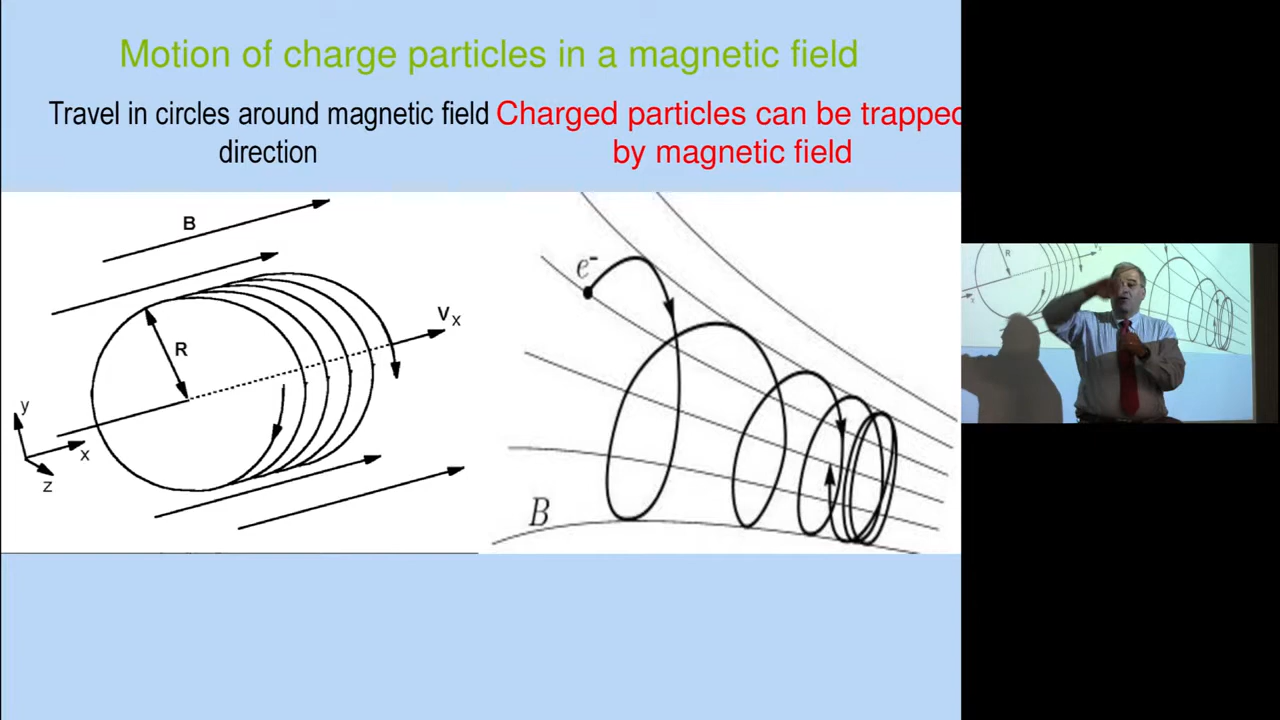 Motion of charge particles in a magnetic field
Travel in circles around magnetic field
direction
Charged particles can be trapped
by magnetic field
B
R
Vx
y
x
z
e-
B
R